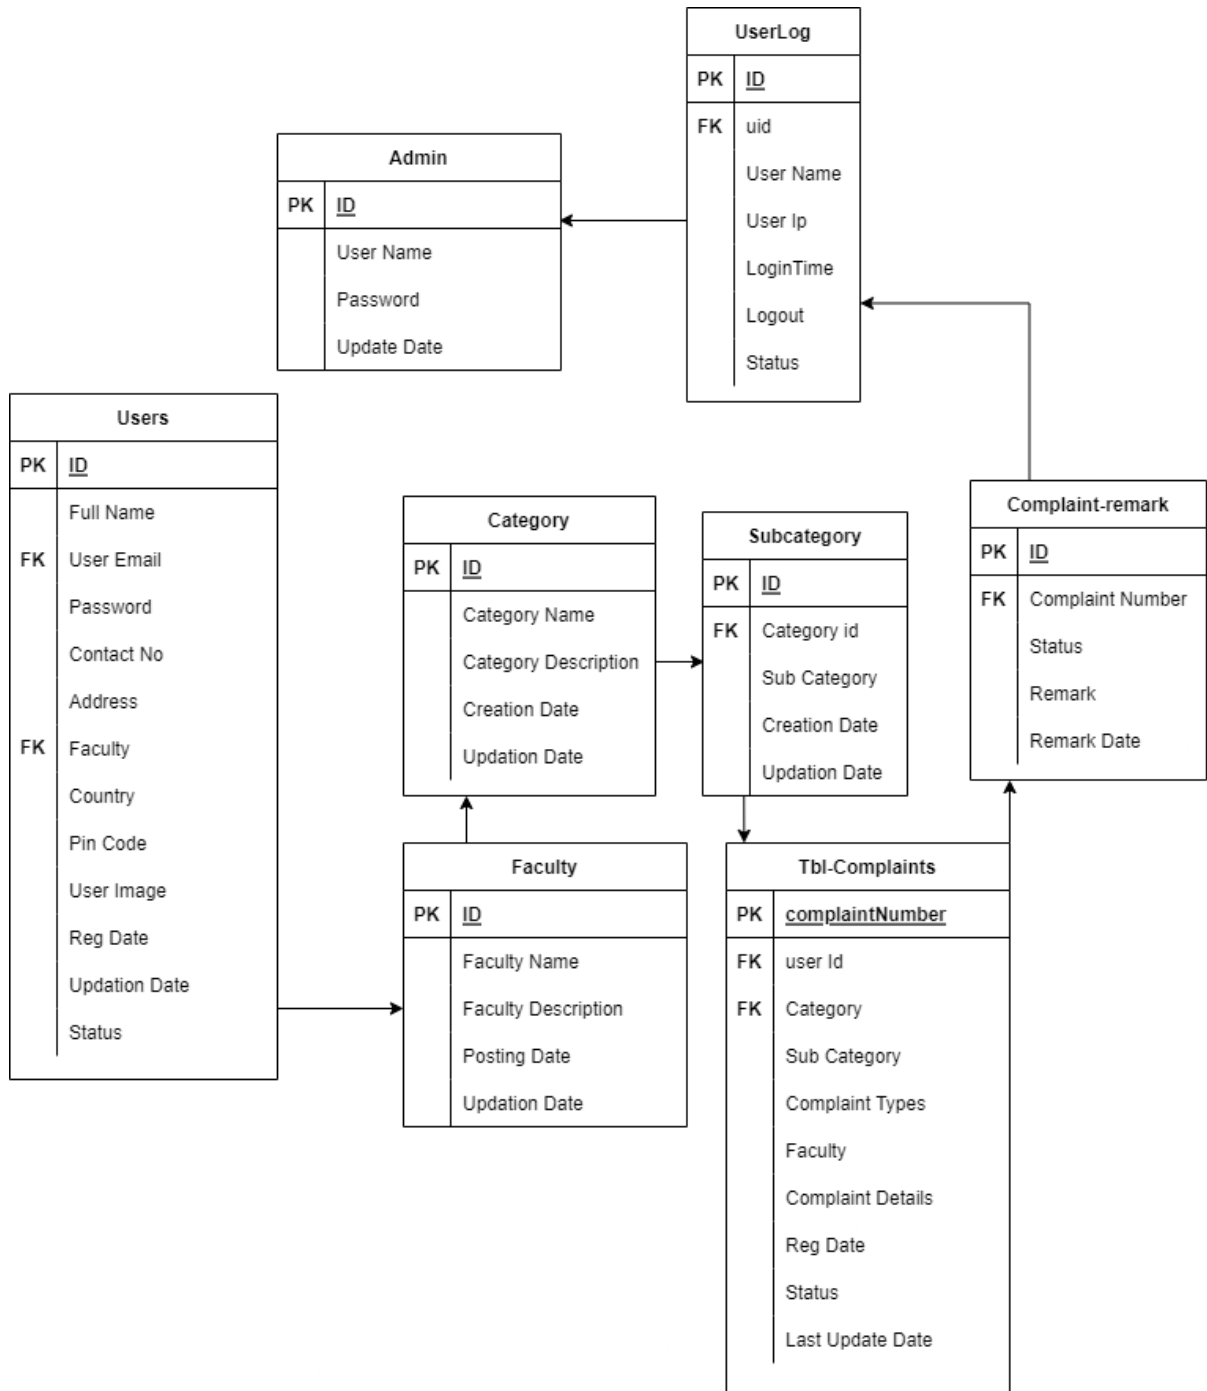 UserLog
PK ID
FK uid
User Name
User Ip
LoginTime
Logout
Status
Admin
PK ID
User Name
Password
Update Date
Users
PK ID
Full Name
FK User Email
Password
Contact No
Address
FK Faculty
Country
Pin Code
User Image
Reg Date
Updation Date
Status
Category
PK ID
Category Name
Category Description
Creation Date
Updation Date
Subcategory
PK ID
FK Category id
Sub Category
Creation Date
Updation Date
Complaint-remark
PK ID
FK Complaint Number
Status
Remark
Remark Date
Faculty
PK ID
Faculty Name
Faculty Description
Posting Date
Updation Date
Tbl-Complaints
PK complaintNumber
FK user Id
FK Category
Sub Category
Complaint Types
Faculty
Complaint Details
Reg Date
Status
Last Update Date